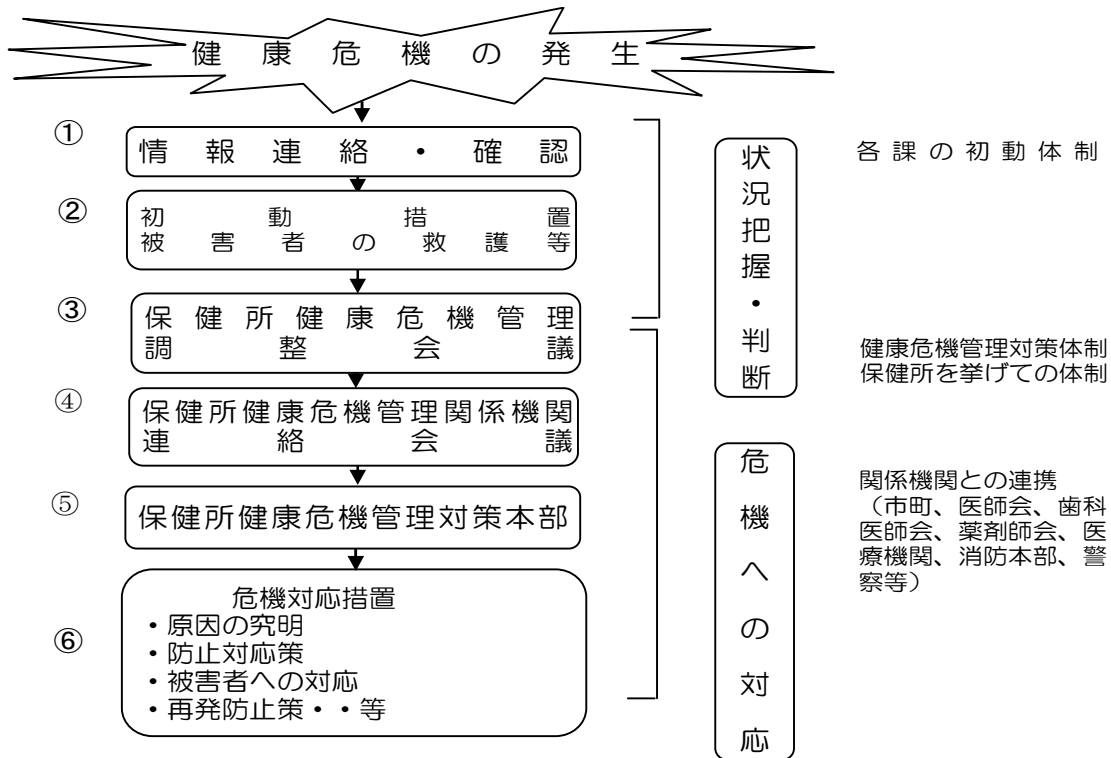 健康危機の発生
①
情報連絡・確認
②
初動措置
被害者の救護等
③
保健所健康危機管理
調整会議
④
保健所健康危機管理関係機関
連絡会議
⑤
保健所健康危機管理対策本部
⑥
危機対応措置
・原因の究明
・防止対応策
・被害者への対応
・再発防止策・・等
状況把握・判断
危機への対応
各課の初動体制
健康危機管理対策体制
保健所を挙げての体制
関係機関との連携
（市町、医師会、歯科
医師会、薬剤師会、医
療機関、消防本部、警
察等）